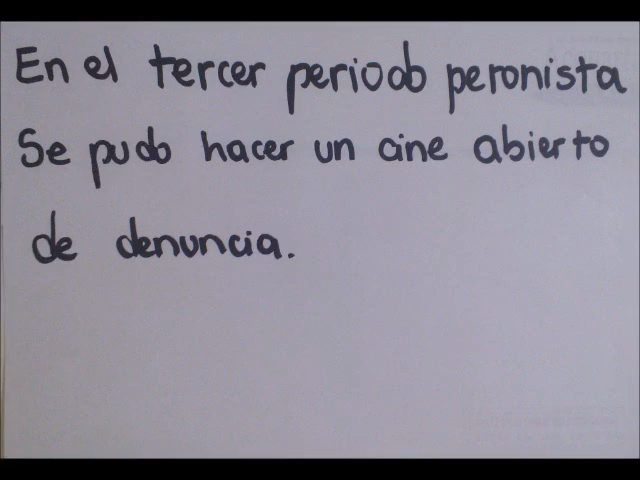 En el tercer periodo peronista
Se pudo hacer un cine abierto
de denuncia.